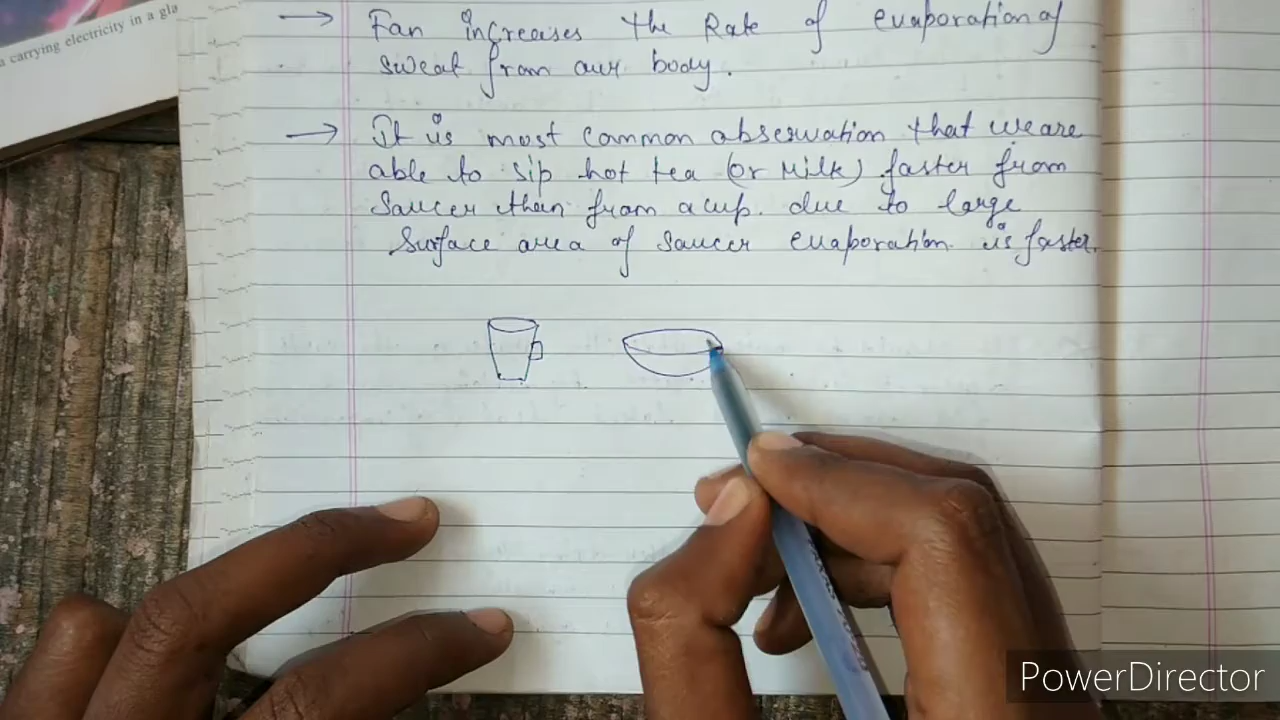 a carrying electricity in a gla
→ Fan increases the Rate of evaporation of
sweat from our body.
→ It is most common observation that we are
able to sip hot tea (or Milk) faster from
Saucer than from a cup. due to large
Surface area of Saucer evaporation is faster.
PowerDirector